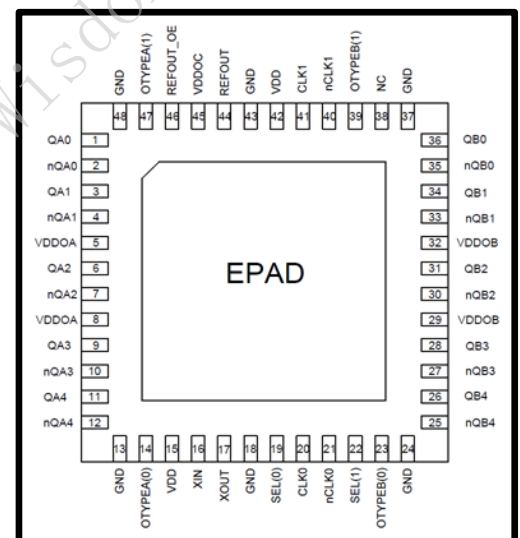 Wisdo
GND
OTYPEA(1)
REFOUT_OE
VDDOC
REFOUT
GND
VDD
CLK1
nCLK1
OTYPEB(1)
NC
GND
48 47 46 45 44 43 42 41 40 39 38 37
QA0 1 36 QB0
nQA0 2 35 nQB0
QA1 3 34 QB1
nQA1 4 33 nQB1
VDDOA 5 32 VDDOB
QA2 6 31 QB2
EPAD
nQA2 7 30 nQB2
VDDOA 8 29 VDDOB
QA3 9 28 QB3
nQA3 10 27 nQB3
QA4 11 26 QB4
nQA4 12 25 nQB4
13 14 15 16 17 18 19 20 21 22 23 24
GND
OTYPEA(0)
VDD
XIN
XOUT
GND
SEL(0)
CLK0
nCLK0
SEL(1)
OTYPEB(0)
GND